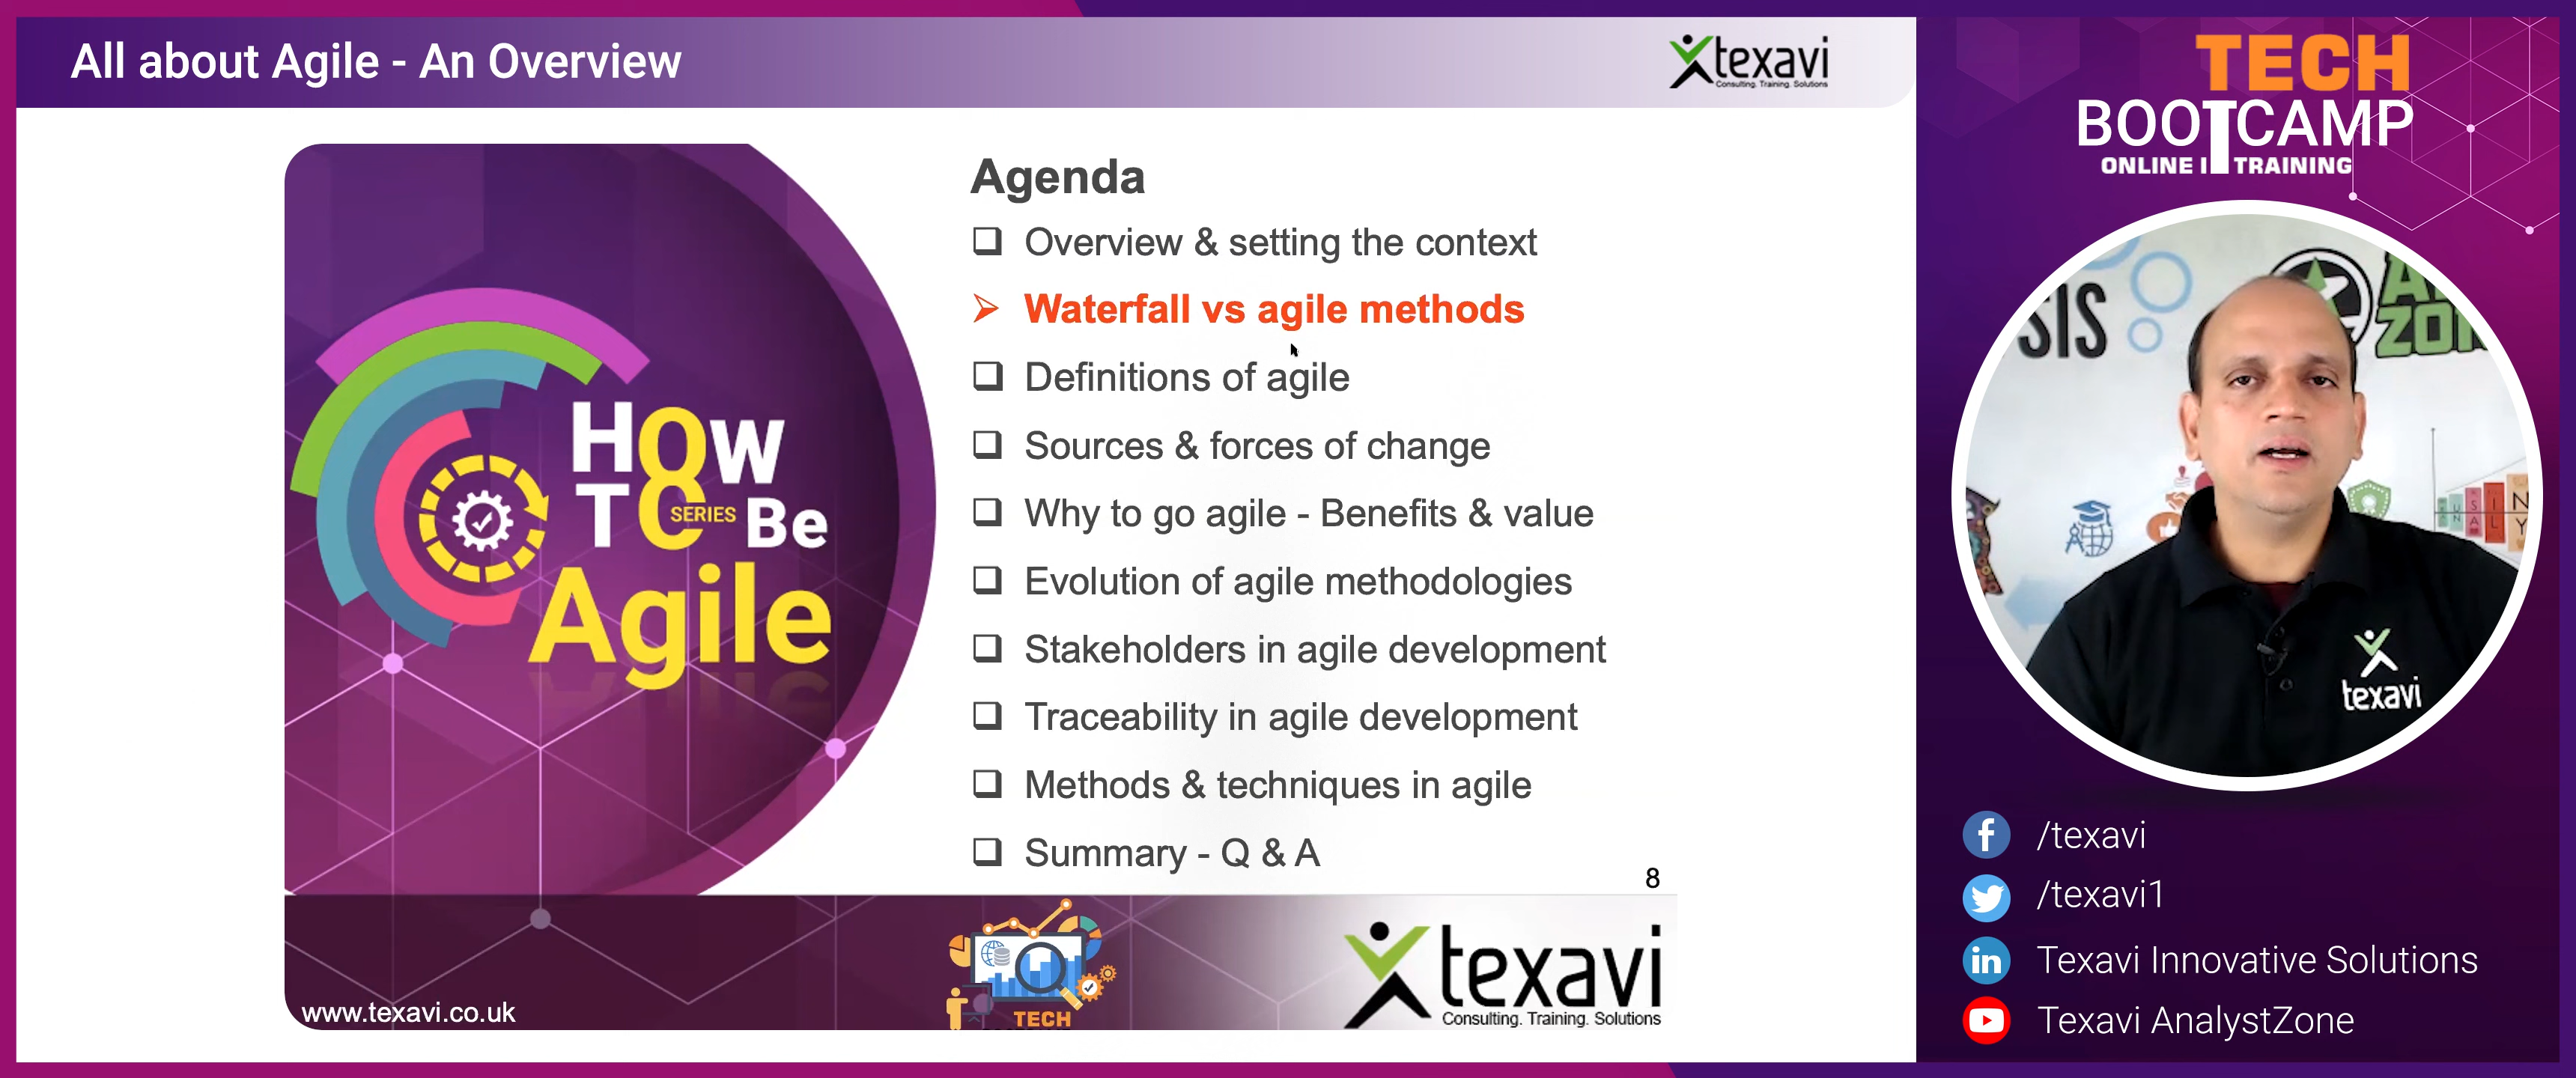 All about Agile - An Overview
texavi
Consulting. Training. Solutions
TECH
BOOTCAMP
ONLINE IT TRAINING
HOW
TO Be
SERIES
Agile
Agenda
Overview & setting the context
Waterfall vs agile methods
Definitions of agile
Sources & forces of change
Why to go agile - Benefits & value
Evolution of agile methodologies
Stakeholders in agile development
Traceability in agile development
Methods & techniques in agile
Summary - Q & A
8
www.texavi.co.uk
TECH
texavi
Consulting. Training. Solutions
SIS
texavi
/texavi
/texavi1
Texavi Innovative Solutions
Texavi AnalystZone